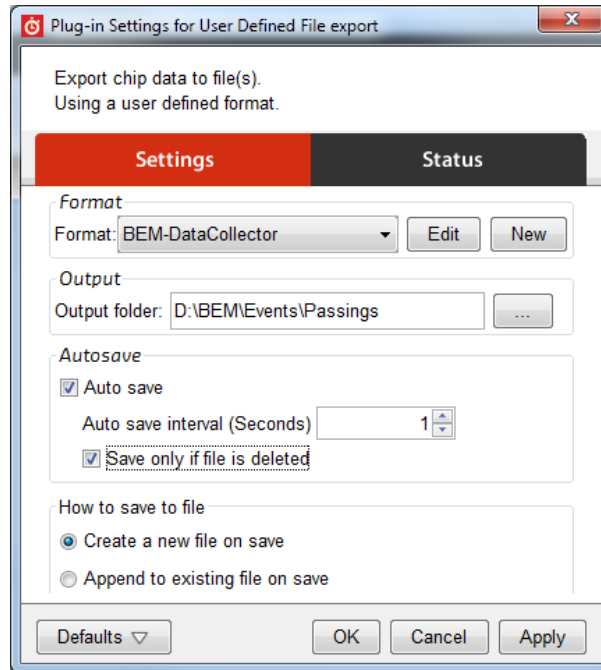 Plug-in Settings for User Defined File export
Export chip data to file(s).
Using a user defined format.
Settings Status
Format
Format: BEM-DataCollector Edit New
Output
Output folder: D:\BEM\Events\Passings ...
Autosave
Auto save
Auto save interval (Seconds) 1
Save only if file is deleted
How to save to file
Create a new file on save
Append to existing file on save
Defaults OK Cancel Apply